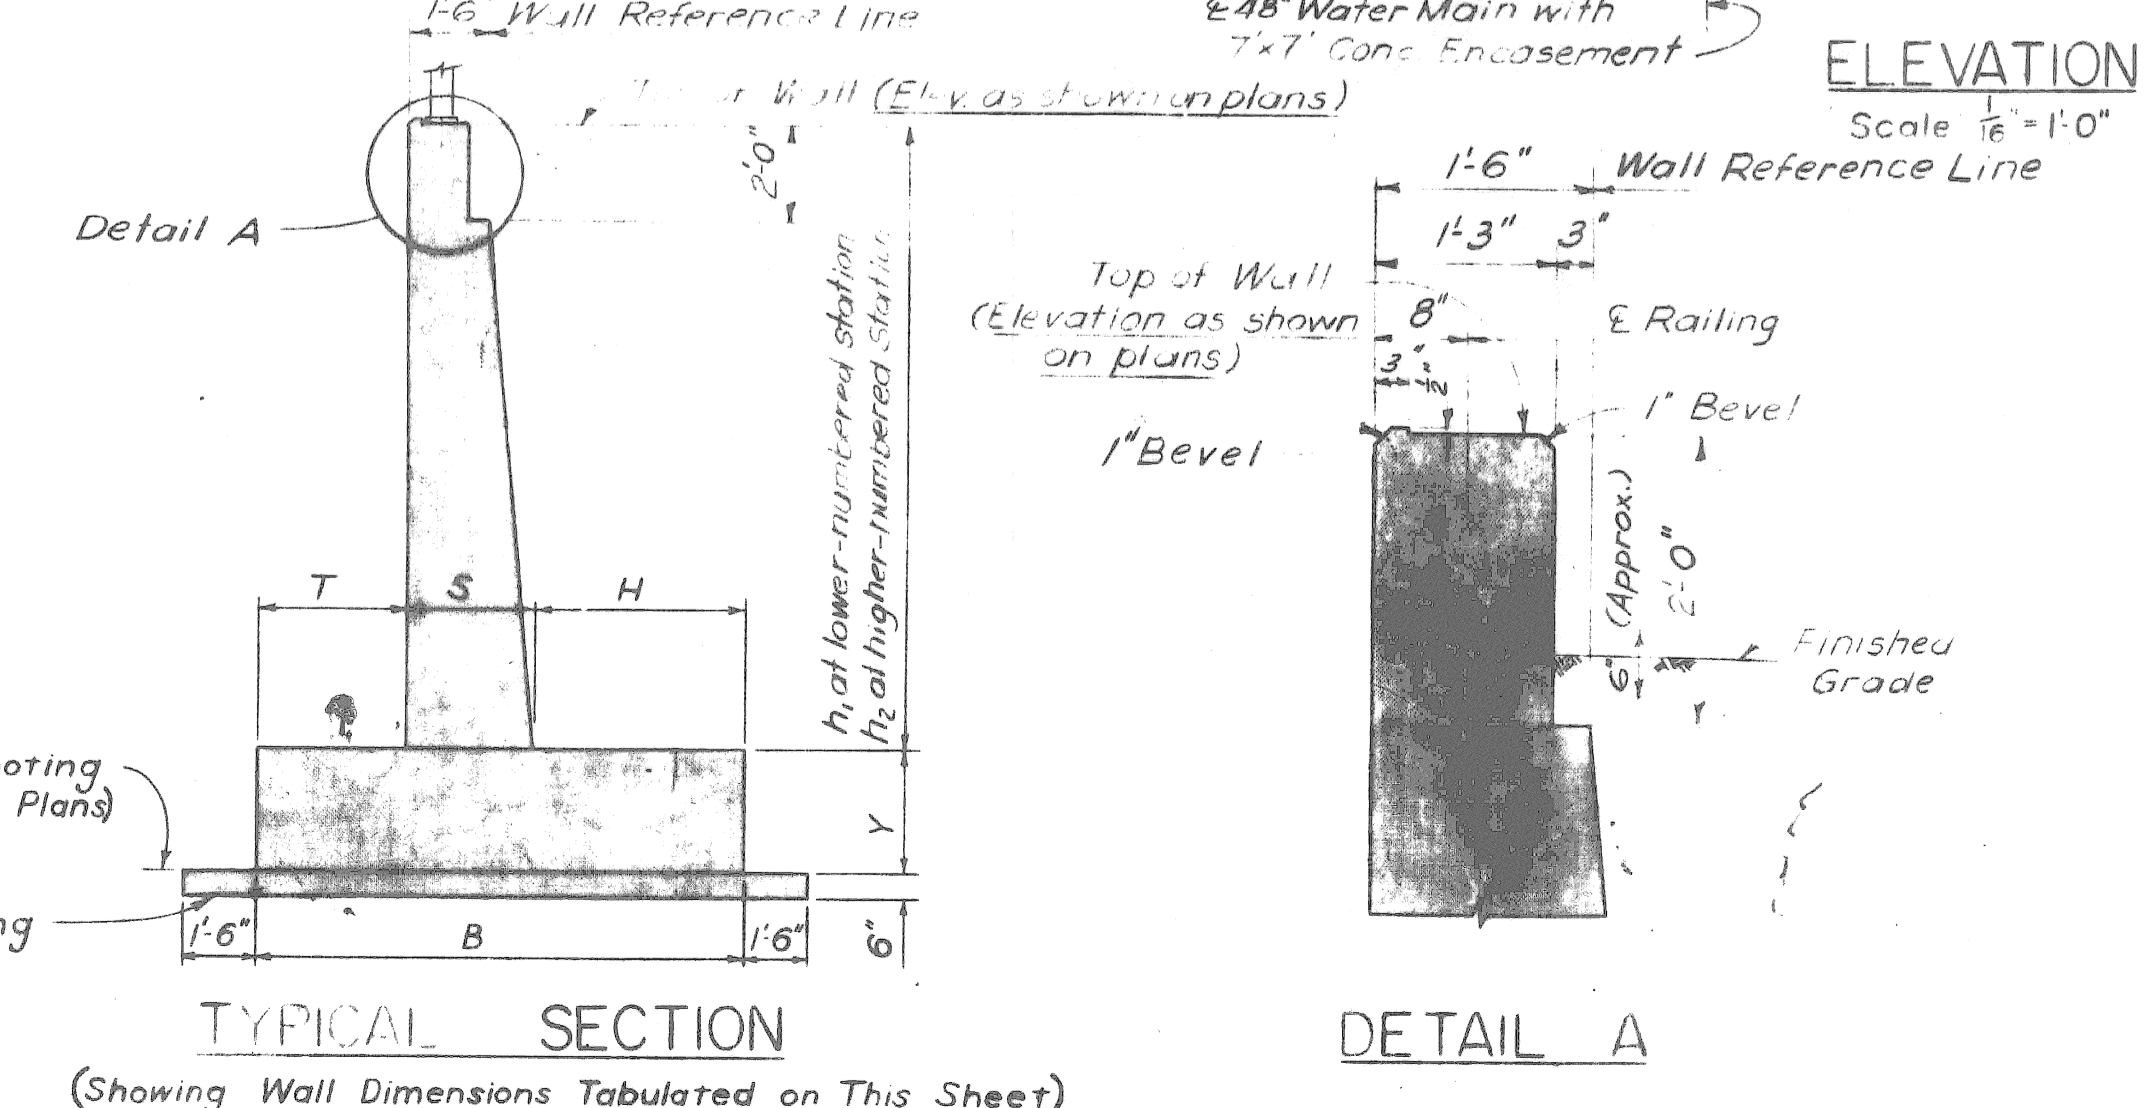 1'-6" Wall Reference Line
℄ 48" Water Main with
7'x7' Conc. Encasement
ELEVATION
Scale 1/16" = 1'-0"
Wall (Elev. as shown on plans)
2'-0"
Detail A
h₁ at lower-numbered station
h₂ at higher-numbered station
T
S
H
Y
oting
Plans)
ng
1'-6"
B
1'-6"
6"
TYPICAL SECTION
(Showing Wall Dimensions Tabulated on This Sheet)
1'-6"
Wall Reference Line
1'-3"
3"
Top of Wall
(Elevation as shown
on plans)
8"
℄ Railing
3"
1/2"
1" Bevel
1" Bevel
6" (Approx.)
2'-0"
Finished
Grade
DETAIL A